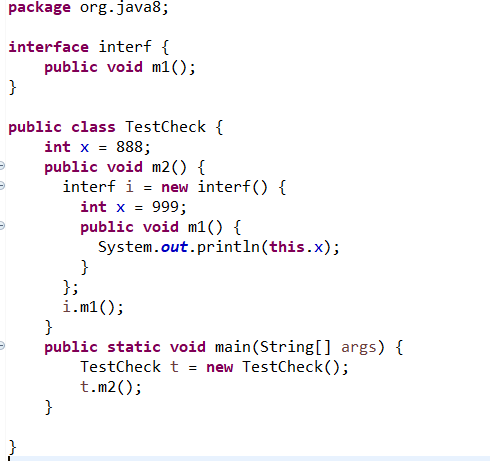 package org.java8;
interface interf {
    public void m1();
}
public class TestCheck {
    int x = 888;
    public void m2() {
      interf i = new interf() {
        int x = 999;
        public void m1() {
          System.out.println(this.x);
        }
      };
      i.m1();
    }
    public static void main(String[] args) {
        TestCheck t = new TestCheck();
        t.m2();
    }
}